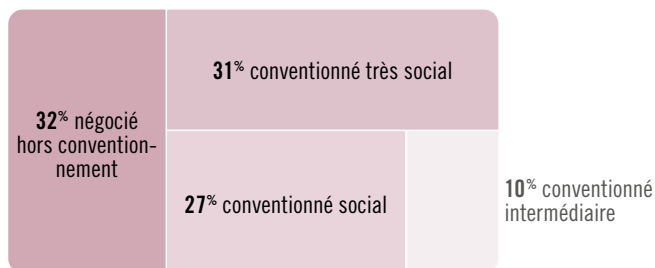 32% négocié
hors convention-
nement
31% conventionné très social
27% conventionné social
10% conventionné
intermédiaire